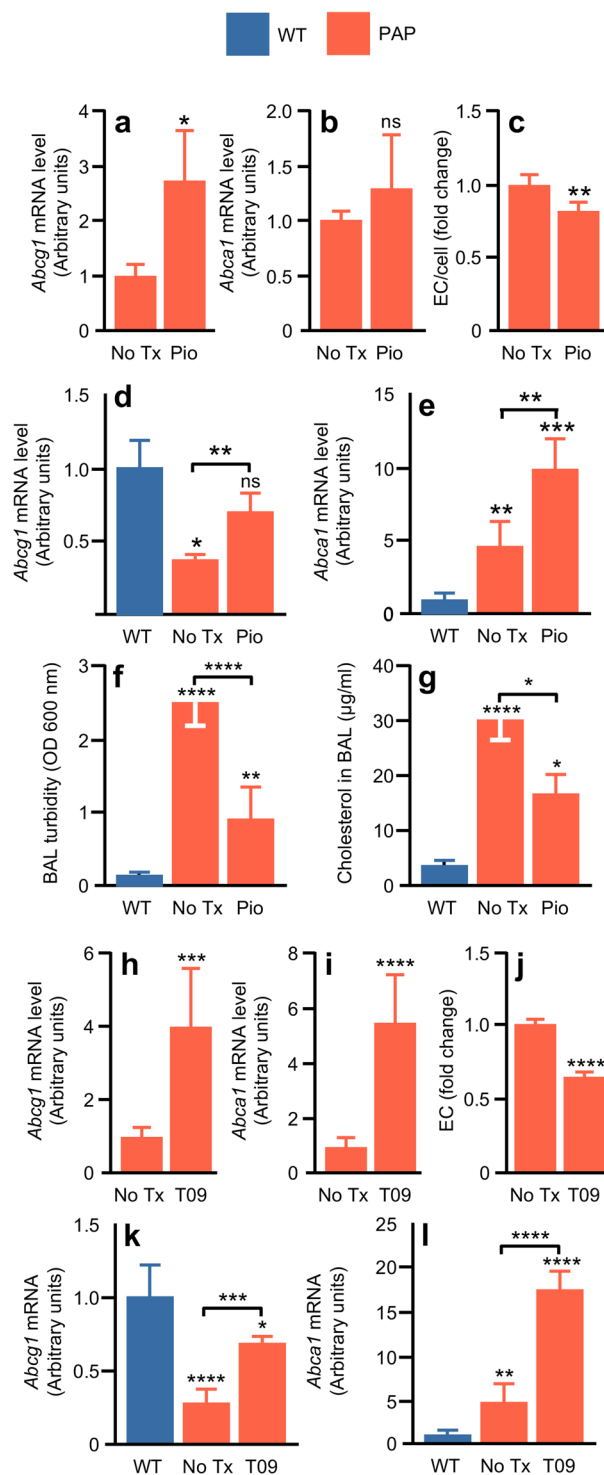 WT PAP
a
*
Abcg1 mRNA level
(Arbitrary units)
4
3
2
1
0
No Tx Pio
b
ns
Abca1 mRNA level
(Arbitrary units)
2.0
1.5
1.0
0.5
0
No Tx Pio
c
**
EC/cell (fold change)
1.5
1.0
0.5
0
No Tx Pio
d
**
* ns
Abcg1 mRNA level
(Arbitrary units)
1.5
1.0
0.5
WT No Tx Pio
e
**
** ***
Abca1 mRNA level
(Arbitrary units)
15
10
5
0
WT No Tx Pio
f
****
**** **
BAL turbidity (OD 600 nm)
3
2
1
0
WT No Tx Pio
g
*
**** *
Cholesterol in BAL (µg/ml)
40
30
20
10
0
WT No Tx Pio
h
***
Abcg1 mRNA level
(Arbitrary units)
6
4
2
0
No Tx T09
i
****
Abca1 mRNA level
(Arbitrary units)
8
6
4
2
0
No Tx T09
j
****
EC (fold change)
1.5
1.0
0.5
0
No Tx T09
k
***
**** *
Abcg1 mRNA
(Arbitrary units)
1.5
1.0
0.5
0
WT No Tx T09
l
****
** ****
Abca1 mRNA
(Arbitrary units)
25
20
15
10
5
0
WT No Tx T09